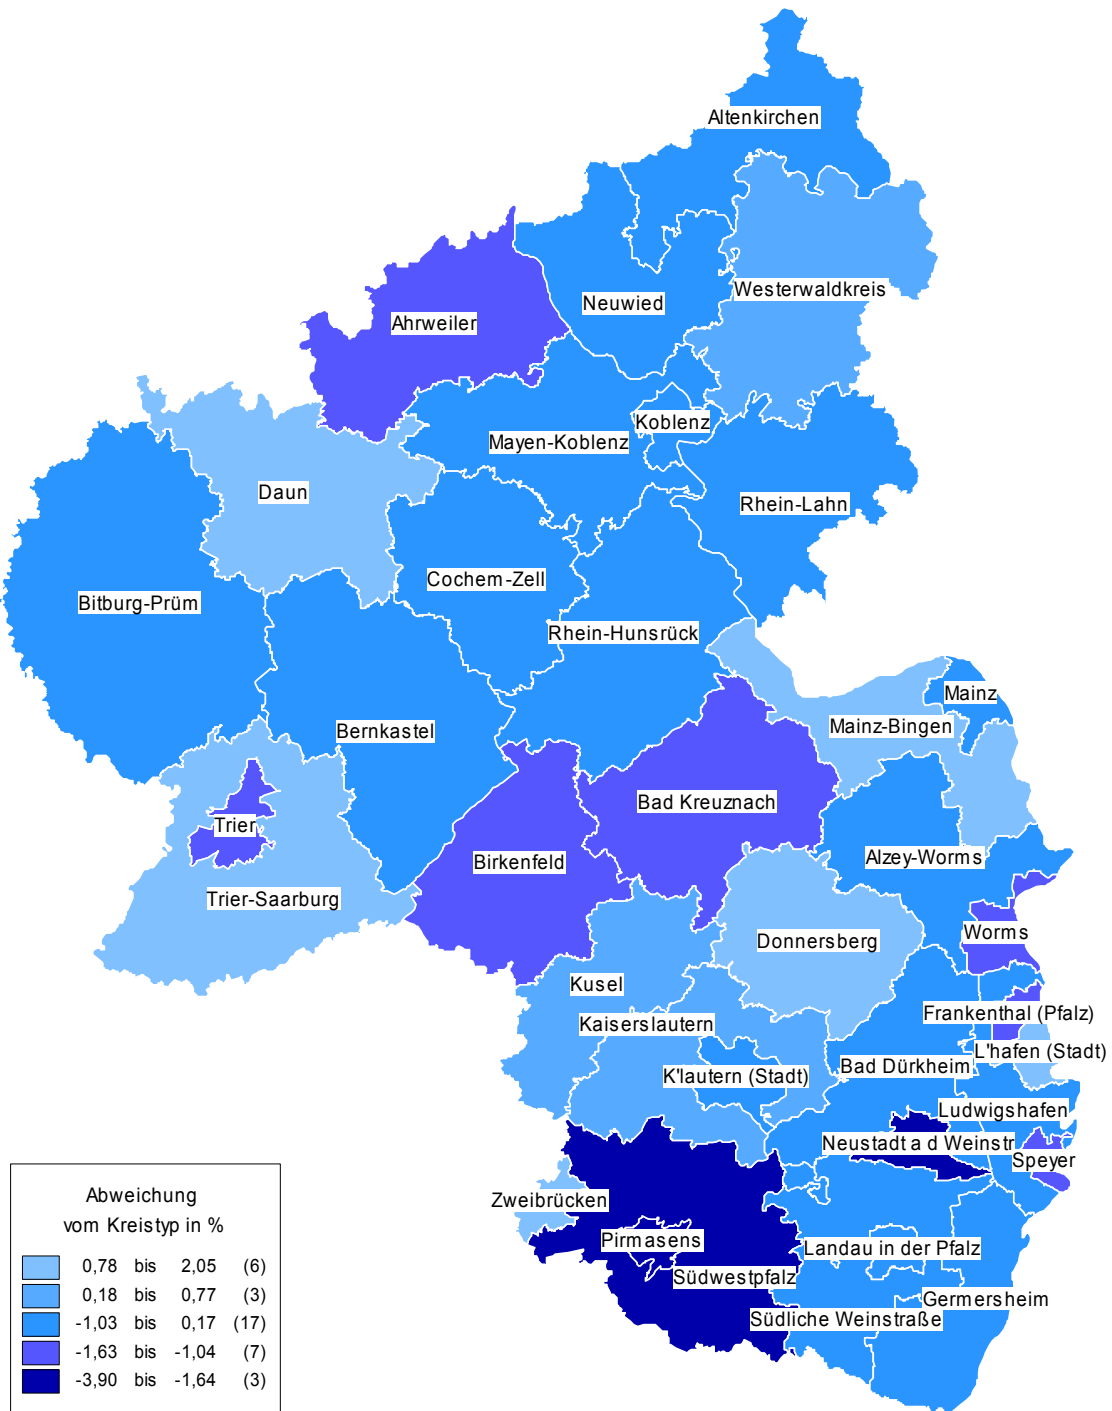 Altenkirchen
Westerwaldkreis
Neuwied
Ahrweiler
Koblenz
Mayen-Koblenz
Daun
Rhein-Lahn
Cochem-Zell
Bitburg-Prüm
Rhein-Hunsrück
Mainz
Mainz-Bingen
Bernkastel
Bad Kreuznach
Trier
Birkenfeld
Alzey-Worms
Trier-Saarburg
Worms
Donnersberg
Kusel
Frankenthal (Pfalz)
Kaiserslautern
L'hafen (Stadt)
Bad Dürkheim
K'lautern (Stadt)
Ludwigshafen
Neustadt a d Weinstr
Speyer
Zweibrücken
Pirmasens
Landau in der Pfalz
Südwestpfalz
Germersheim
Südliche Weinstraße
Abweichung
vom Kreistyp in %
0,78 bis 2,05 (6)
0,18 bis 0,77 (3)
-1,03 bis 0,17 (17)
-1,63 bis -1,04 (7)
-3,90 bis -1,64 (3)